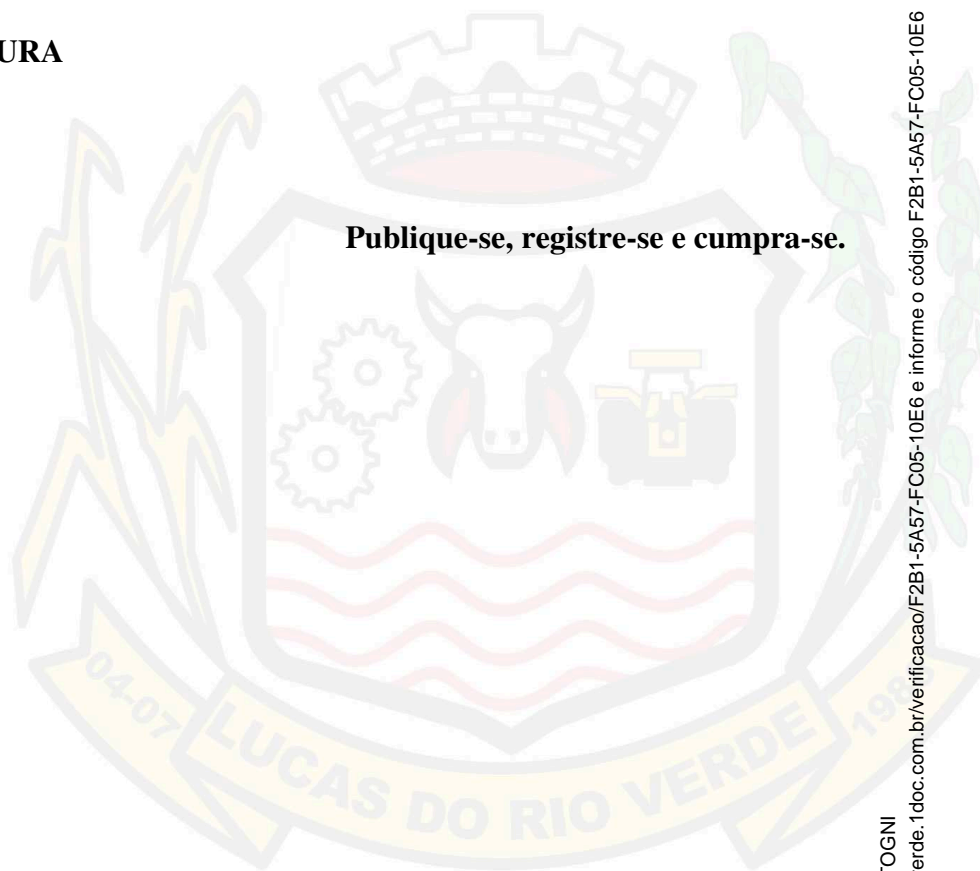 URA
Publique-se, registre-se e cumpra-se.
04-07
LUCAS DO RIO VERDE
TOGNI
erde.1doc.com.br/verificacao/F2B1-5A57-FC05-10E6 e informe o código F2B1-5A57-FC05-10E6